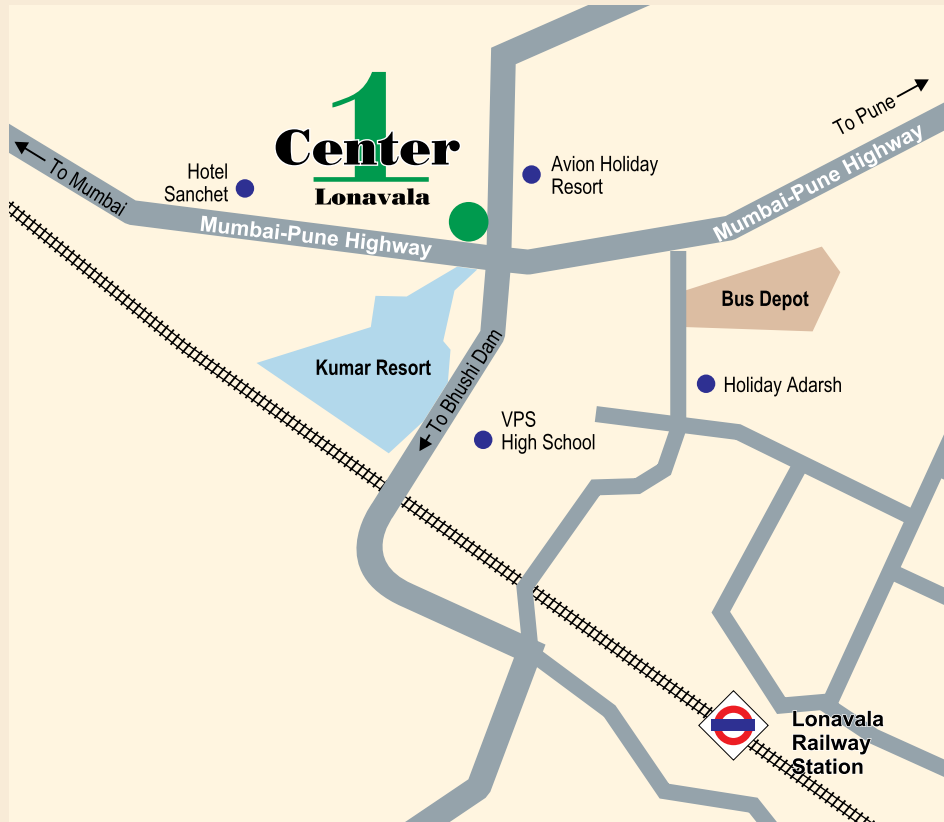 1
Center
Lonavala
To Pune
Mumbai-Pune Highway
Avion Holiday
Resort
Hotel
Sanchet
To Mumbai
Mumbai-Pune Highway
Bus Depot
Kumar Resort
To Bhushi Dam
Holiday Adarsh
VPS
High School
Lonavala
Railway
Station